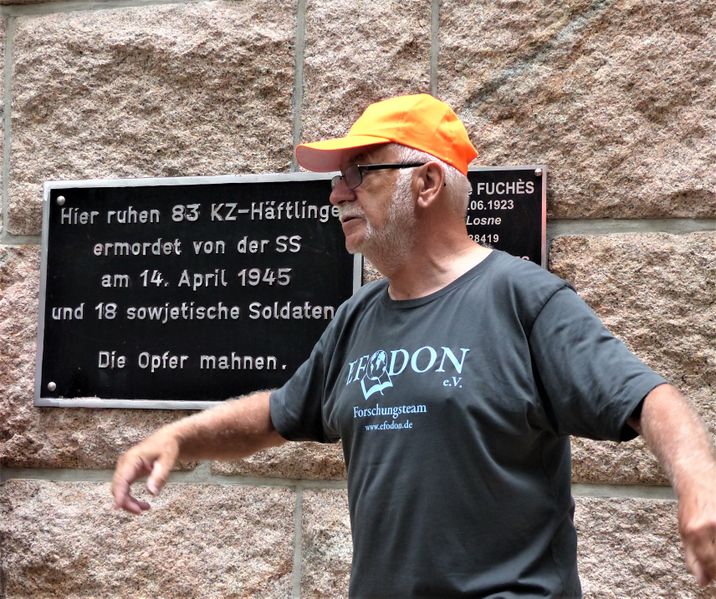 Hier ruhen 83 KZ-Häftlinge
ermordet von der SS
am 14. April 1945
und 18 sowjetische Soldaten
Die Opfer mahnen.
FUCHÈS
.06.1923
Losne
28419
EFODON
e.V.
Forschungsteam
www.efodon.de